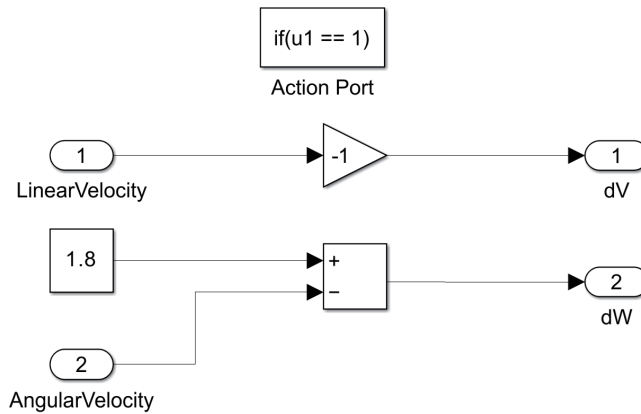 if(u1 == 1)
Action Port
1
LinearVelocity
-1
1
dV
1.8
+
−
2
dW
2
AngularVelocity